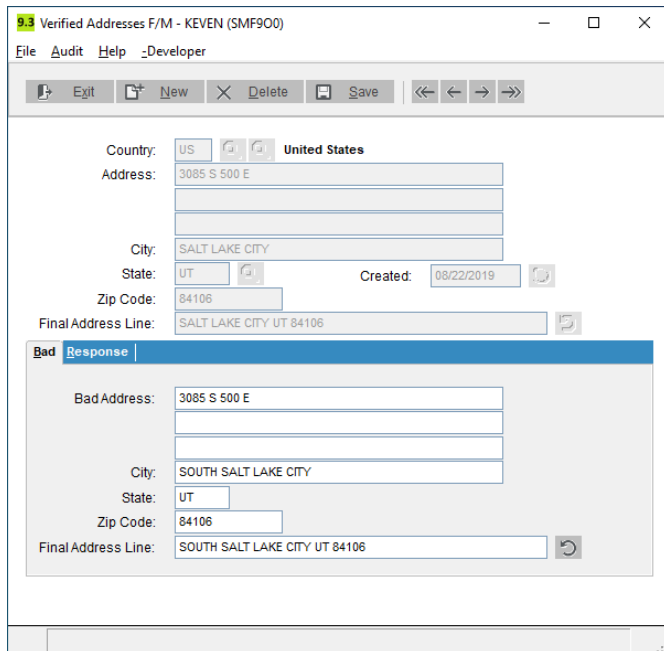 9.3 Verified Addresses F/M - KEVEN (SMF9O0)
File Audit Help -Developer
Exit New Delete Save
Country: US United States
Address: 3085 S 500 E
City: SALT LAKE CITY
State: UT Created: 08/22/2019
Zip Code: 84106
Final Address Line: SALT LAKE CITY UT 84106
Bad Response
Bad Address: 3085 S 500 E
City: SOUTH SALT LAKE CITY
State: UT
Zip Code: 84106
Final Address Line: SOUTH SALT LAKE CITY UT 84106